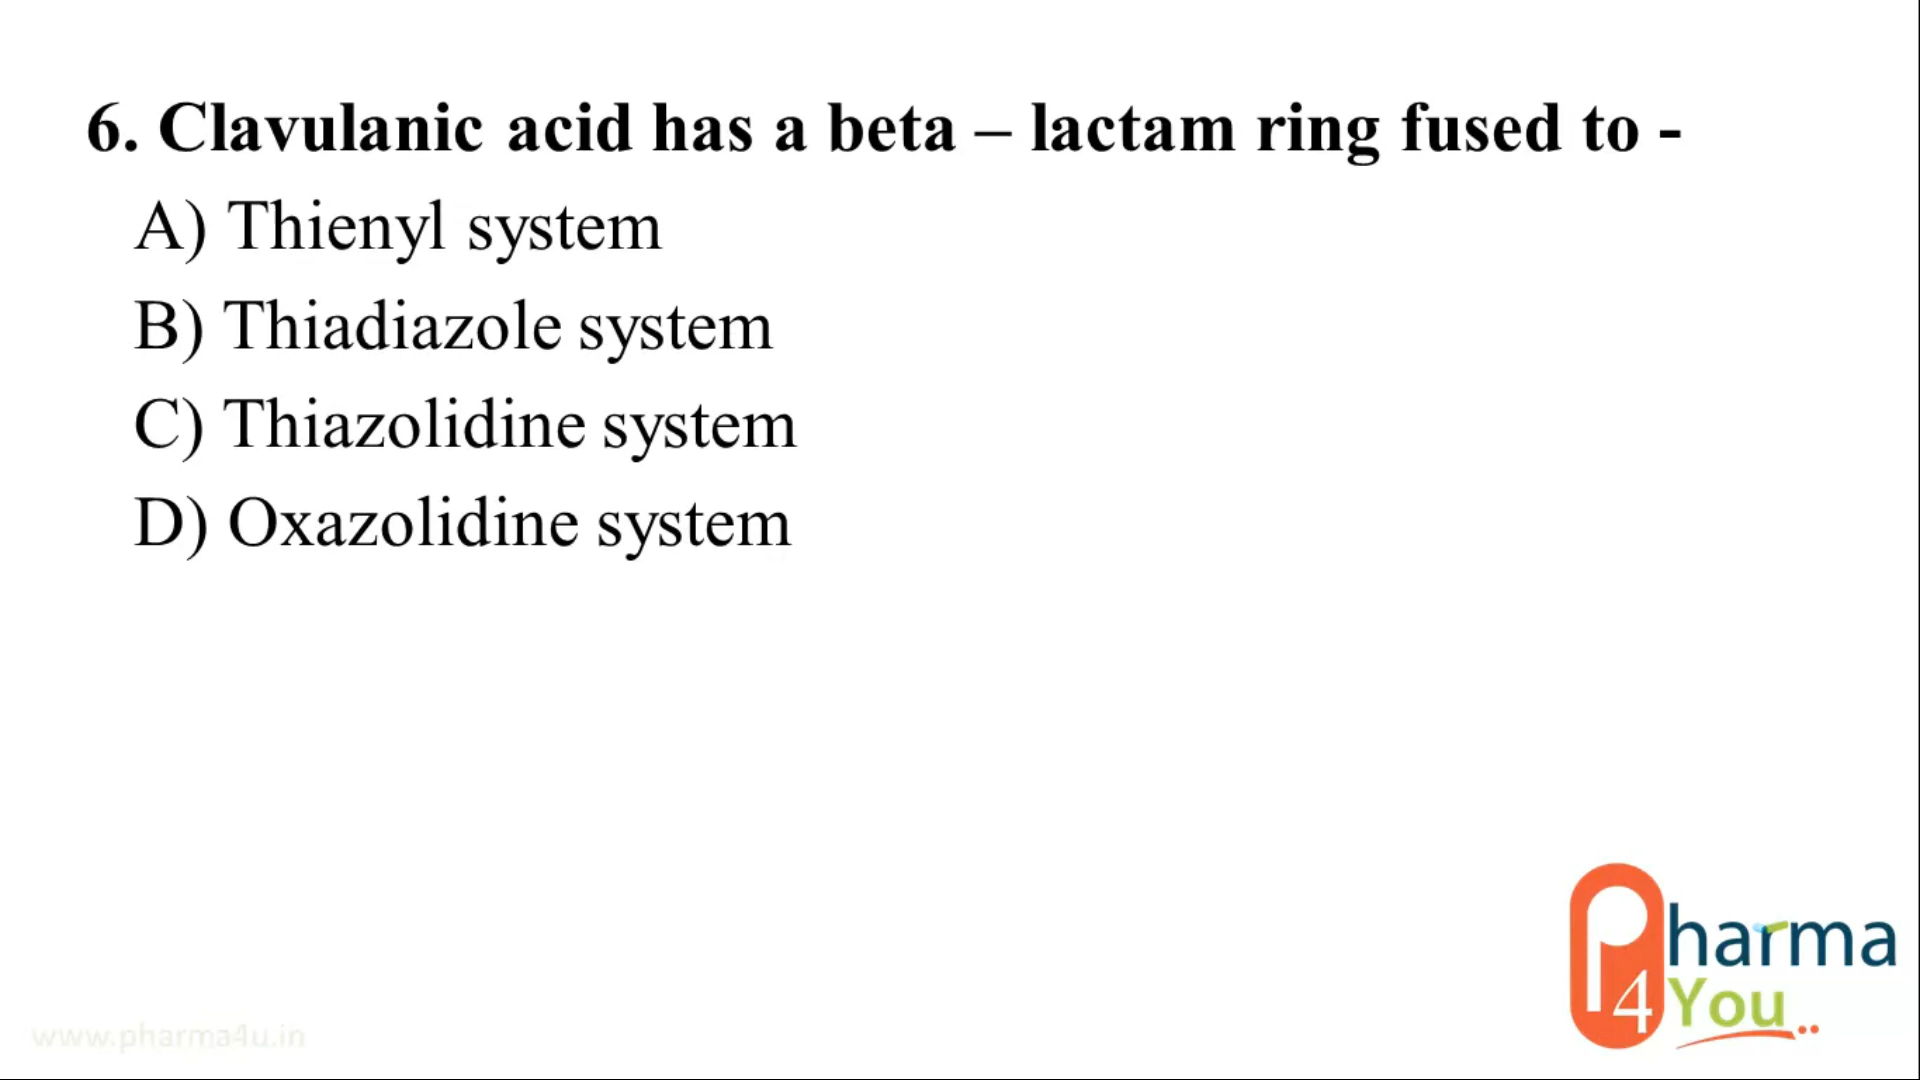 6. Clavulanic acid has a beta – lactam ring fused to -
A) Thienyl system
B) Thiadiazole system
C) Thiazolidine system
D) Oxazolidine system
Pharma
4 You
www.pharma4u.in